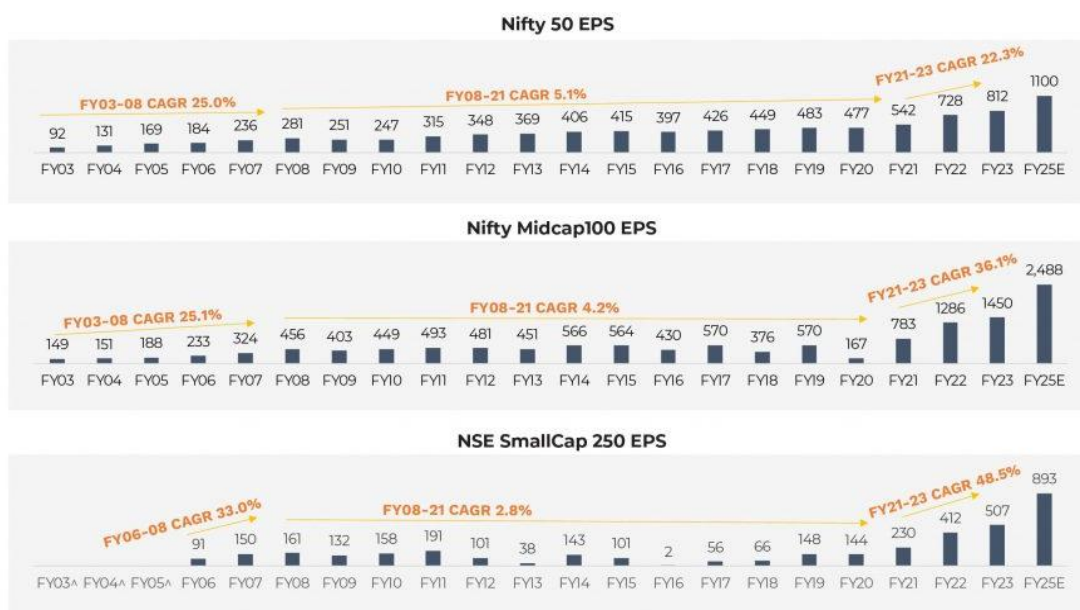 Nifty 50 EPS
FY03-08 CAGR 25.0%
FY08-21 CAGR 5.1%
FY21-23 CAGR 22.3%
92 131 169 184 236 281 251 247 315 348 369 406 415 397 426 449 483 477 542 728 812 1100
FY03 FY04 FY05 FY06 FY07 FY08 FY09 FY10 FY11 FY12 FY13 FY14 FY15 FY16 FY17 FY18 FY19 FY20 FY21 FY22 FY23 FY25E
Nifty Midcap100 EPS
FY03-08 CAGR 25.1%
FY08-21 CAGR 4.2%
FY21-23 CAGR 36.1%
149 151 188 233 324 456 403 449 493 481 451 566 564 430 570 376 570 167 783 1286 1450 2,488
FY03 FY04 FY05 FY06 FY07 FY08 FY09 FY10 FY11 FY12 FY13 FY14 FY15 FY16 FY17 FY18 FY19 FY20 FY21 FY22 FY23 FY25E
NSE SmallCap 250 EPS
FY06-08 CAGR 33.0%
FY08-21 CAGR 2.8%
FY21-23 CAGR 48.5%
91 150 161 132 158 191 101 38 143 101 2 56 66 148 144 230 412 507 893
FY03^ FY04^ FY05^ FY06 FY07 FY08 FY09 FY10 FY11 FY12 FY13 FY14 FY15 FY16 FY17 FY18 FY19 FY20 FY21 FY22 FY23 FY25E